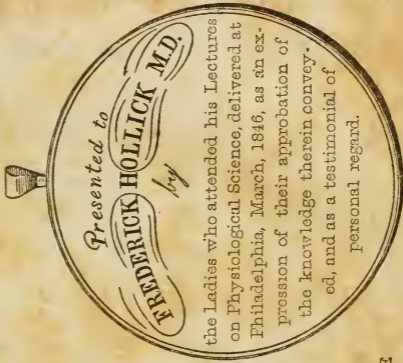 Presented to
FREDERICK HOLLICK M.D.
by
the Ladies who attended his Lectures
on Physiological Science, delivered at
Philadelphia, March, 1846, as an ex-
pression of their approbation of
the knowledge therein convey-
ed, and as a testimonial of
personal regard.